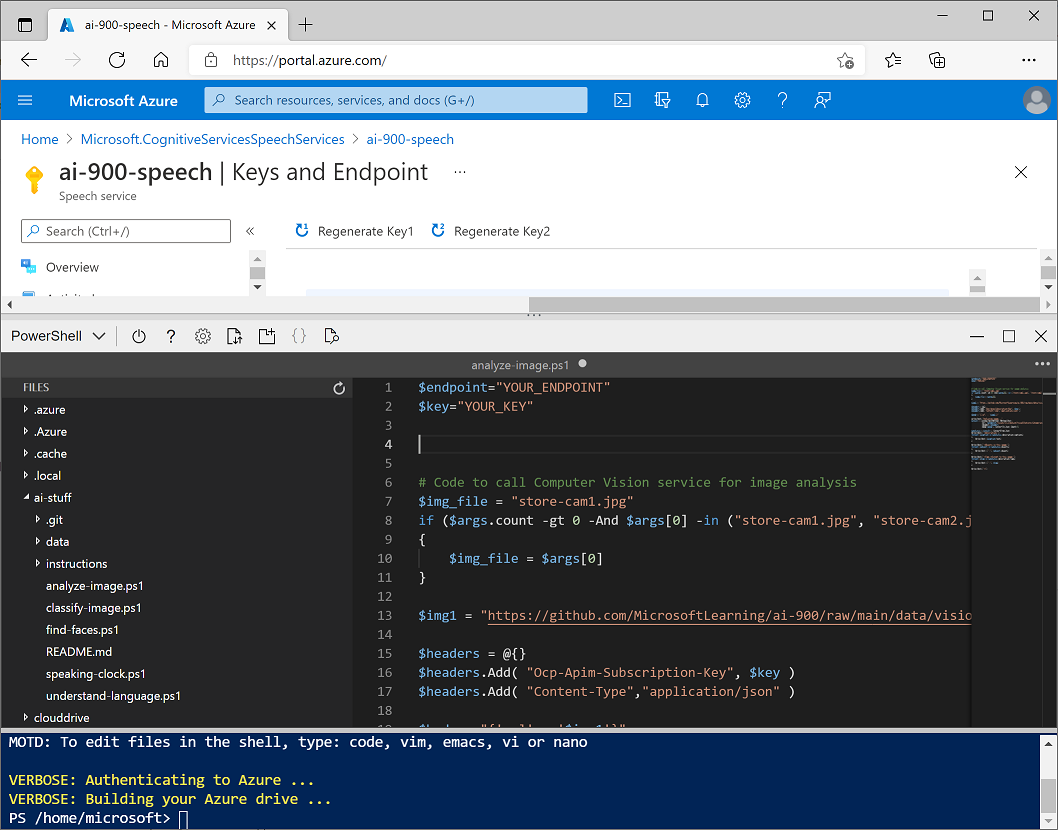 ai-900-speech - Microsoft Azure
https://portal.azure.com/
Microsoft Azure
Search resources, services, and docs (G+/)
Home > Microsoft.CognitiveServicesSpeechServices > ai-900-speech
ai-900-speech | Keys and Endpoint ...
Speech service
Search (Ctrl+/)
«
Regenerate Key1
Regenerate Key2
Overview
PowerShell
analyze-image.ps1
FILES
.azure
.Azure
.cache
.local
ai-stuff
.git
data
instructions
analyze-image.ps1
classify-image.ps1
find-faces.ps1
README.md
speaking-clock.ps1
understand-language.ps1
clouddrive
1 $endpoint="YOUR_ENDPOINT"
2 $key="YOUR_KEY"
3
4
5
6 # Code to call Computer Vision service for image analysis
7 $img_file = "store-cam1.jpg"
8 if ($args.count -gt 0 -And $args[0] -in ("store-cam1.jpg", "store-cam2.j
9 {
10 $img_file = $args[0]
11 }
12
13 $img1 = "https://github.com/MicrosoftLearning/ai-900/raw/main/data/visio
14
15 $headers = @{}
16 $headers.Add( "Ocp-Apim-Subscription-Key", $key )
17 $headers.Add( "Content-Type","application/json" )
18
MOTD: To edit files in the shell, type: code, vim, emacs, vi or nano
VERBOSE: Authenticating to Azure ...
VERBOSE: Building your Azure drive ...
PS /home/microsoft>